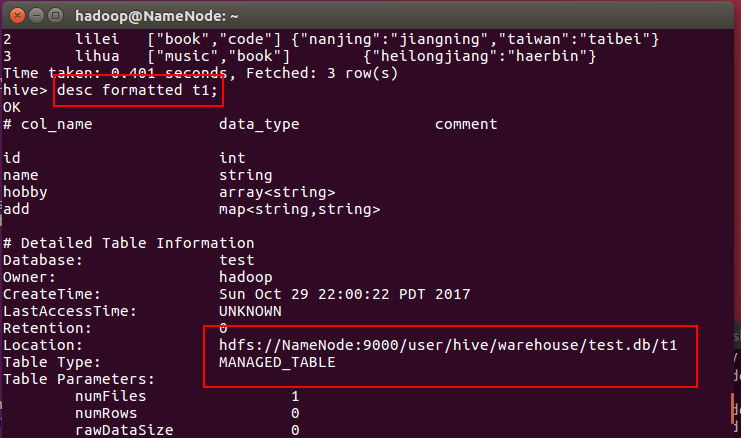 hadoop@NameNode: ~
2 lilei ["book","code"] {"nanjing":"jiangning","taiwan":"taibei"}
3 lihua ["music","book"] {"heilongjiang":"haerbin"}
Time taken: 0.401 seconds, Fetched: 3 row(s)
hive> desc formatted t1;
OK
# col_name data_type comment
id int
name string
hobby array<string>
add map<string,string>
# Detailed Table Information
Database: test
Owner: hadoop
CreateTime: Sun Oct 29 22:00:22 PDT 2017
LastAccessTime: UNKNOWN
Retention: 0
Location: hdfs://NameNode:9000/user/hive/warehouse/test.db/t1
Table Type: MANAGED_TABLE
Table Parameters:
numFiles 1
numRows 0
rawDataSize 0